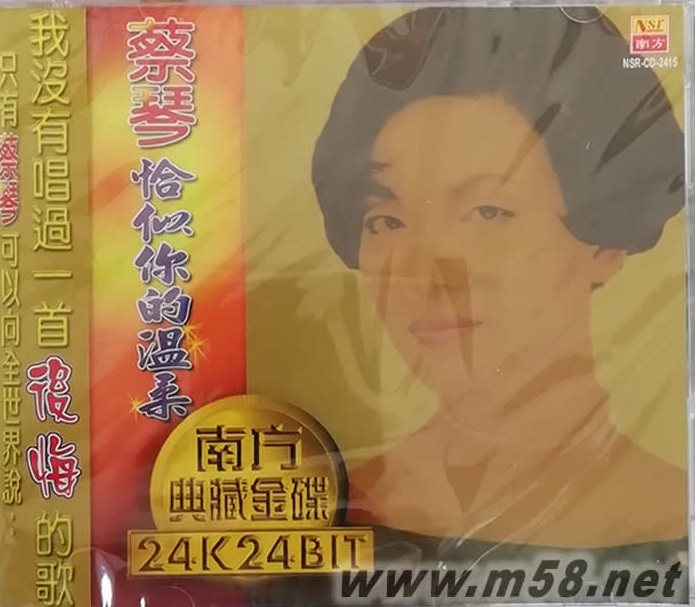 我沒有唱過一首後悔的歌
只有蔡琴可以向全世界說：
蔡琴
恰似你的溫柔
南方
典藏金碟
24K24BIT
NSr
南方
NSR-CD-2415
www.m58.net